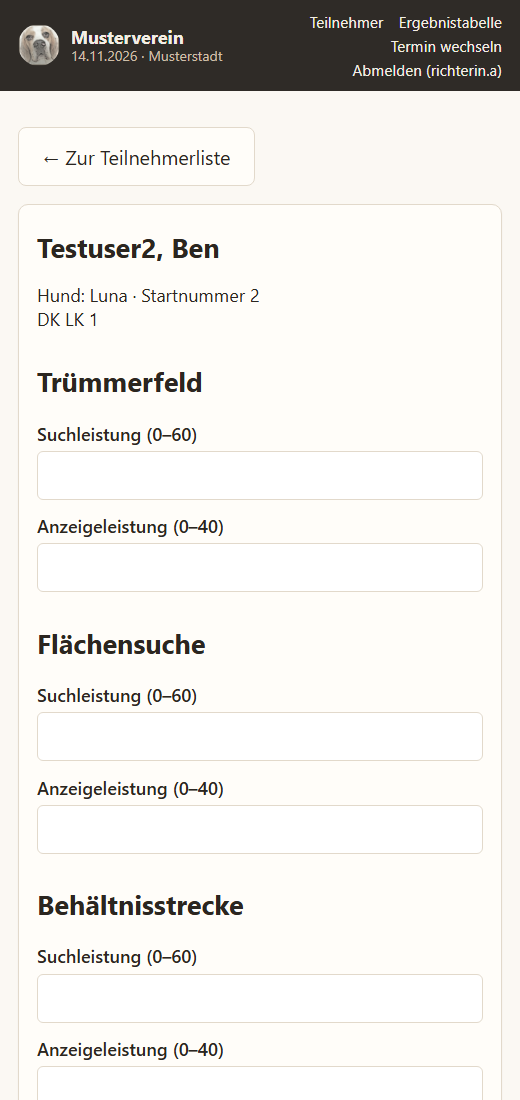 Musterverein
14.11.2026 · Musterstadt
Teilnehmer Ergebnistabelle
Termin wechseln
Abmelden (richterin.a)
← Zur Teilnehmerliste
Testuser2, Ben
Hund: Luna · Startnummer 2
DK LK 1
Trümmerfeld
Suchleistung (0–60)
Anzeigeleistung (0–40)
Flächensuche
Suchleistung (0–60)
Anzeigeleistung (0–40)
Behältnisstrecke
Suchleistung (0–60)
Anzeigeleistung (0–40)